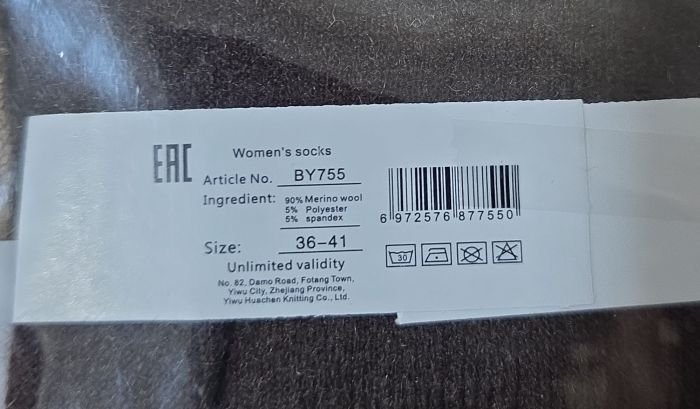 EAC
Women's socks
Article No. BY755
Ingredient: 90% Merino wool
5% Polyester
5% spandex
Size: 36-41
Unlimited validity
No. 82, Damo Road, Fotang Town,
Yiwu City, Zhejiang Province,
Yiwu Huachen Knitting Co., Ltd.
6 972576 877550
30